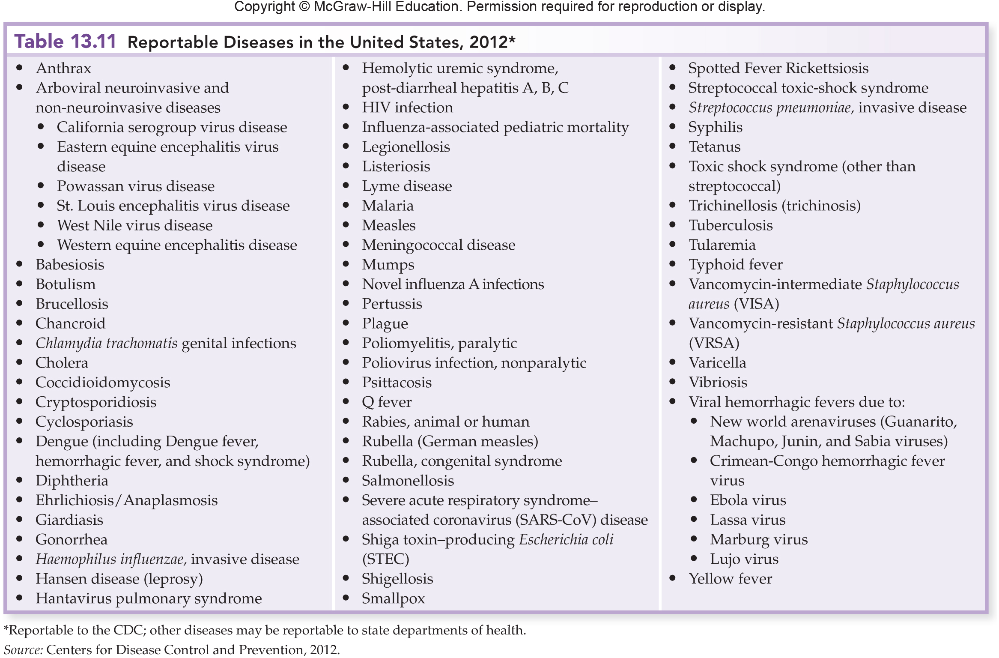 Copyright © McGraw-Hill Education. Permission required for reproduction or display.
Table 13.11 Reportable Diseases in the United States, 2012*
• Anthrax
• Arboviral neuroinvasive and
non-neuroinvasive diseases
• California serogroup virus disease
• Eastern equine encephalitis virus
disease
• Powassan virus disease
• St. Louis encephalitis virus disease
• West Nile virus disease
• Western equine encephalitis disease
• Babesiosis
• Botulism
• Brucellosis
• Chancroid
• Chlamydia trachomatis genital infections
• Cholera
• Coccidioidomycosis
• Cryptosporidiosis
• Cyclosporiasis
• Dengue (including Dengue fever,
hemorrhagic fever, and shock syndrome)
• Diphtheria
• Ehrlichiosis/Anaplasmosis
• Giardiasis
• Gonorrhea
• Haemophilus influenzae, invasive disease
• Hansen disease (leprosy)
• Hantavirus pulmonary syndrome
• Hemolytic uremic syndrome,
post-diarrheal hepatitis A, B, C
• HIV infection
• Influenza-associated pediatric mortality
• Legionellosis
• Listeriosis
• Lyme disease
• Malaria
• Measles
• Meningococcal disease
• Mumps
• Novel influenza A infections
• Pertussis
• Plague
• Poliomyelitis, paralytic
• Poliovirus infection, nonparalytic
• Psittacosis
• Q fever
• Rabies, animal or human
• Rubella (German measles)
• Rubella, congenital syndrome
• Salmonellosis
• Severe acute respiratory syndrome–
associated coronavirus (SARS-CoV) disease
• Shiga toxin–producing Escherichia coli
(STEC)
• Shigellosis
• Smallpox
• Spotted Fever Rickettsiosis
• Streptococcal toxic-shock syndrome
• Streptococcus pneumoniae, invasive disease
• Syphilis
• Tetanus
• Toxic shock syndrome (other than
streptococcal)
• Trichinellosis (trichinosis)
• Tuberculosis
• Tularemia
• Typhoid fever
• Vancomycin-intermediate Staphylococcus
aureus (VISA)
• Vancomycin-resistant Staphylococcus aureus
(VRSA)
• Varicella
• Vibriosis
• Viral hemorrhagic fevers due to:
• New world arenaviruses (Guanarito,
Machupo, Junin, and Sabia viruses)
• Crimean-Congo hemorrhagic fever
virus
• Ebola virus
• Lassa virus
• Marburg virus
• Lujo virus
• Yellow fever
*Reportable to the CDC; other diseases may be reportable to state departments of health.
Source: Centers for Disease Control and Prevention, 2012.